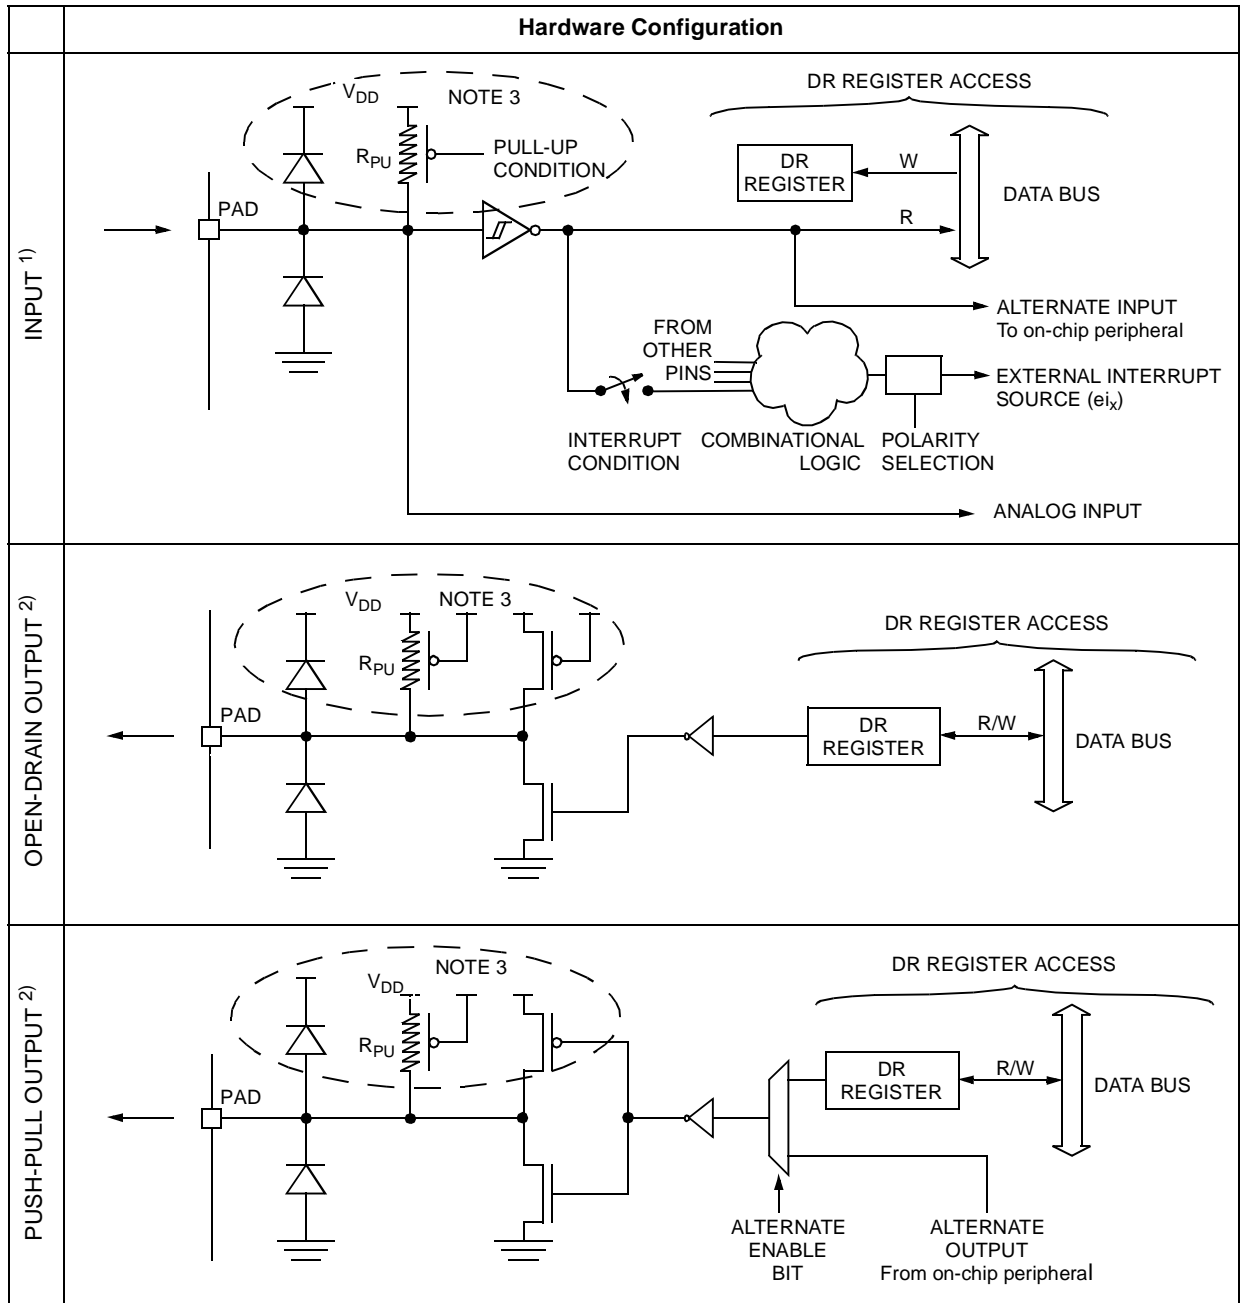 Hardware Configuration
INPUT 1)
DR REGISTER ACCESS
VDD
NOTE 3
RPU
PULL-UP
CONDITION
DR
REGISTER
W
DATA BUS
PAD
R
ALTERNATE INPUT
To on-chip peripheral
FROM
OTHER
PINS
EXTERNAL INTERRUPT
SOURCE (eix)
INTERRUPT
CONDITION
COMBINATIONAL
LOGIC
POLARITY
SELECTION
ANALOG INPUT
OPEN-DRAIN OUTPUT 2)
VDD
NOTE 3
DR REGISTER ACCESS
RPU
PAD
DR
REGISTER
R/W
DATA BUS
PUSH-PULL OUTPUT 2)
NOTE 3
DR REGISTER ACCESS
VDD
RPU
DR
REGISTER
R/W
DATA BUS
PAD
ALTERNATE
ENABLE
BIT
ALTERNATE
OUTPUT
From on-chip peripheral